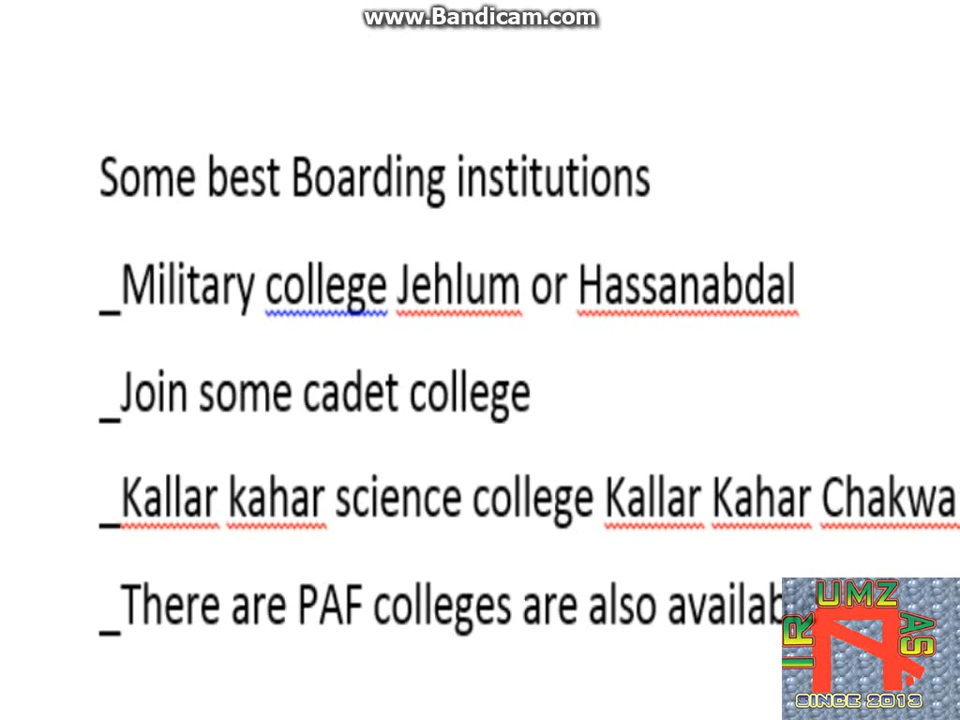 www.Bandicam.com
Some best Boarding institutions
_Military college Jehlum or Hassanabdal
_Join some cadet college
_Kallar kahar science college Kallar Kahar Chakwa
_There are PAF colleges are also availab
UMZ
IR
AS
SINCE 2013